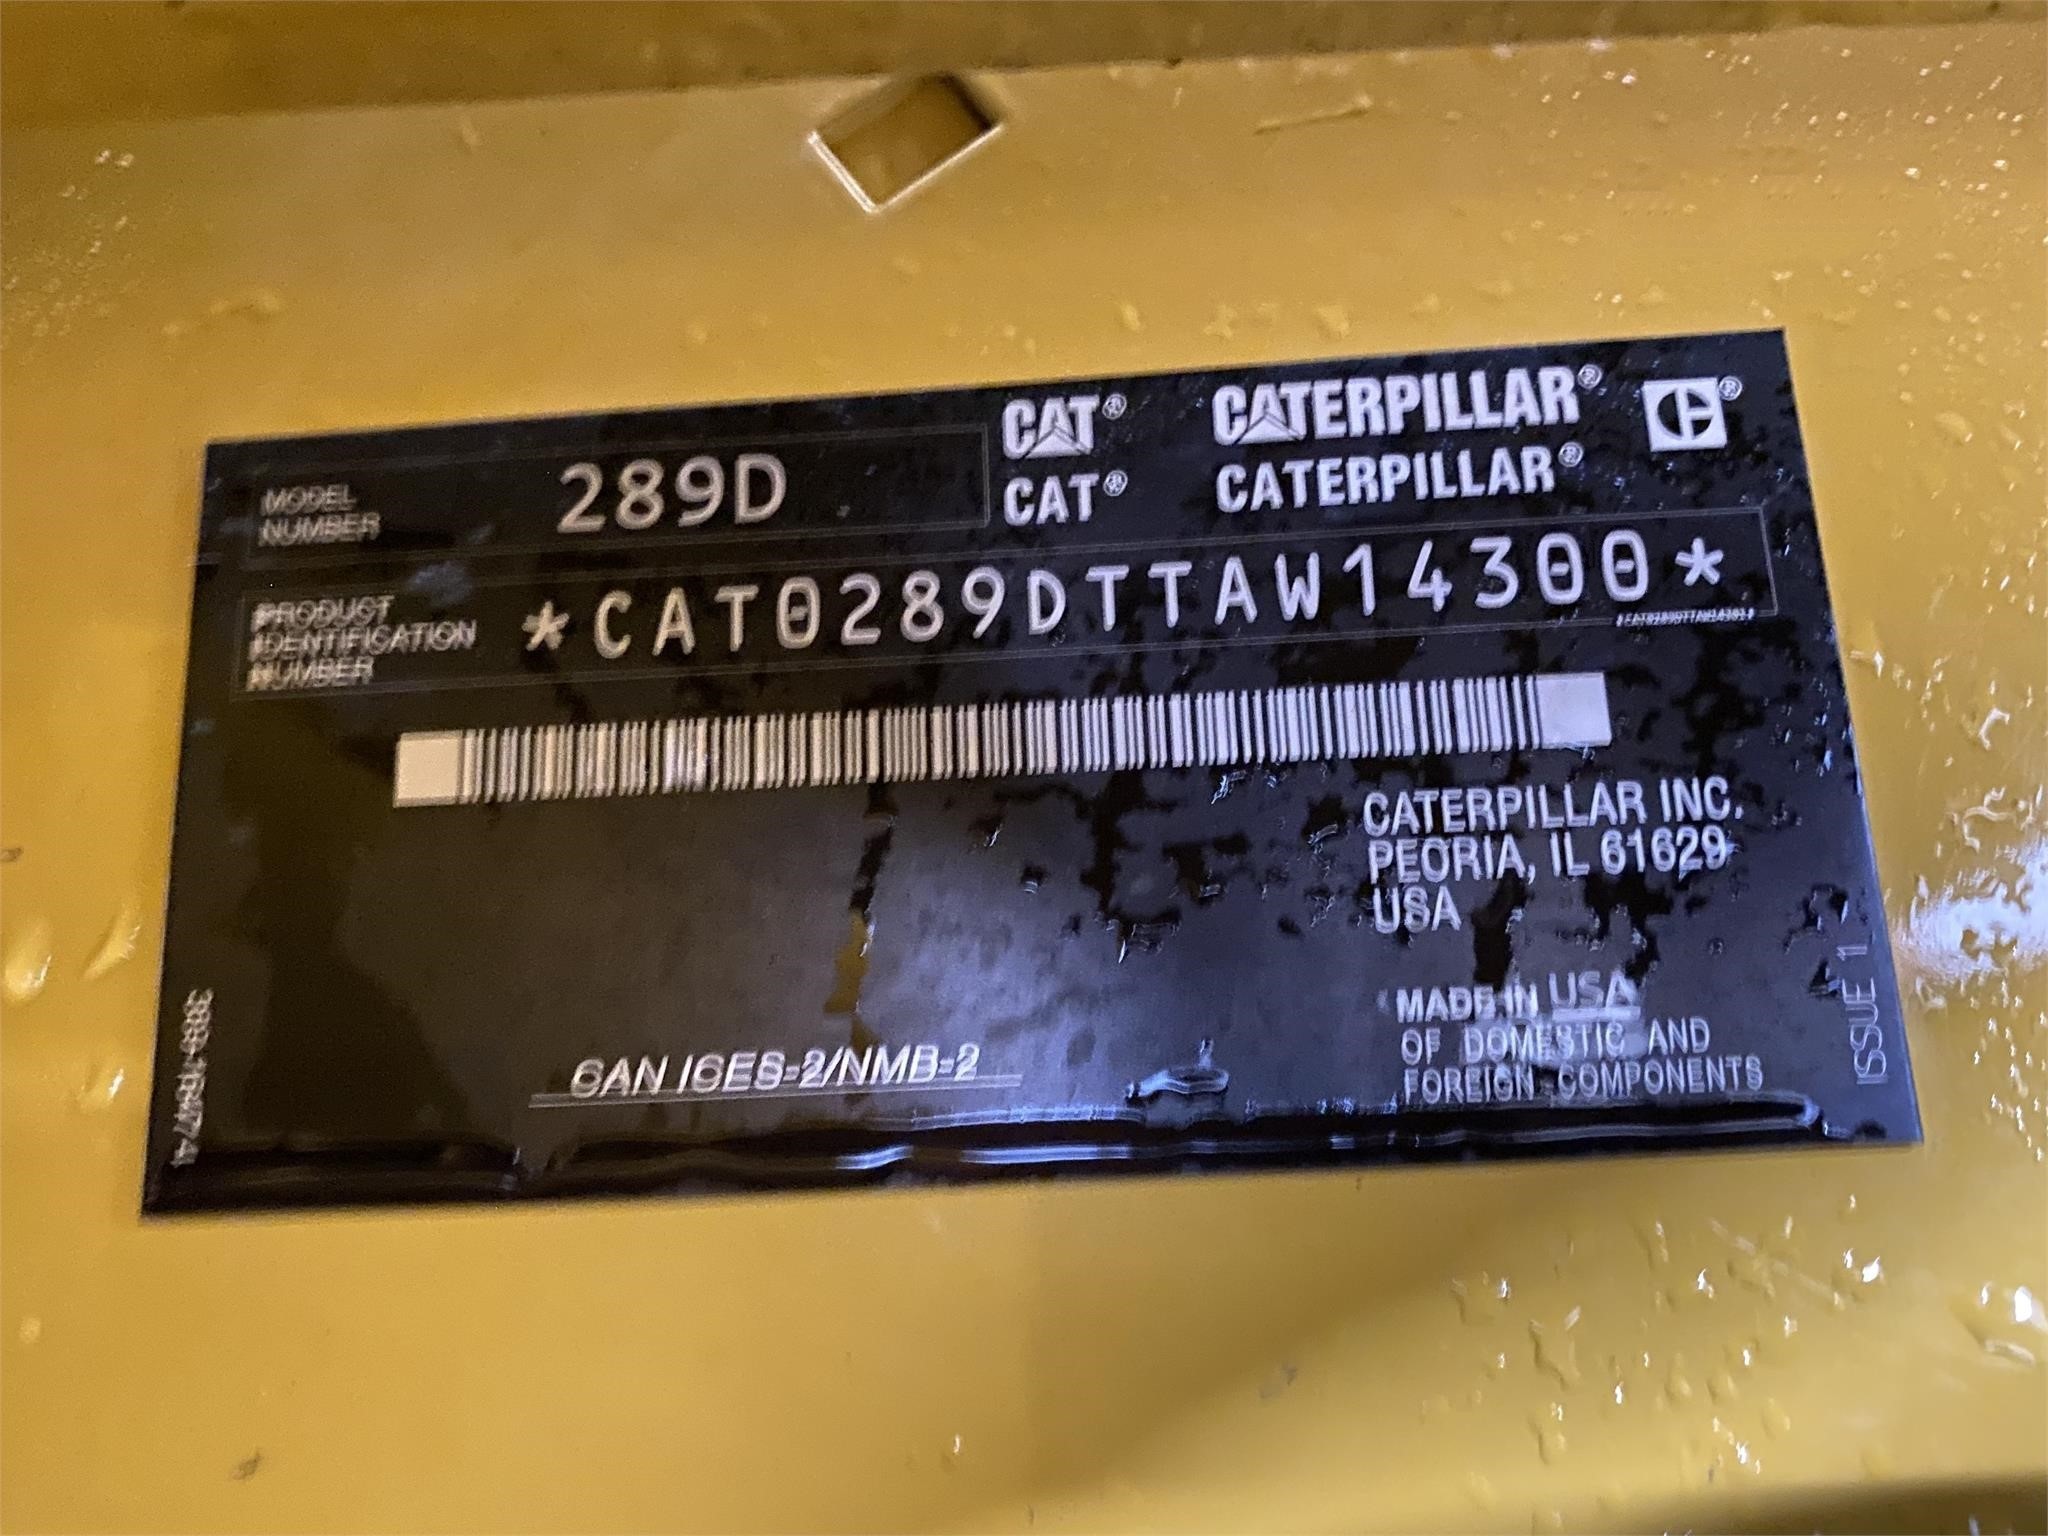 MODEL NUMBER 289D
CAT® CATERPILLAR®
CAT® CATERPILLAR®
PRODUCT IDENTIFICATION NUMBER *CAT0289DTTAW14300*
CATERPILLAR INC.
PEORIA, IL 61629
USA
MADE IN USA
OF DOMESTIC AND
FOREIGN COMPONENTS
CAN ICES-2/NMB-2
ISSUE 1